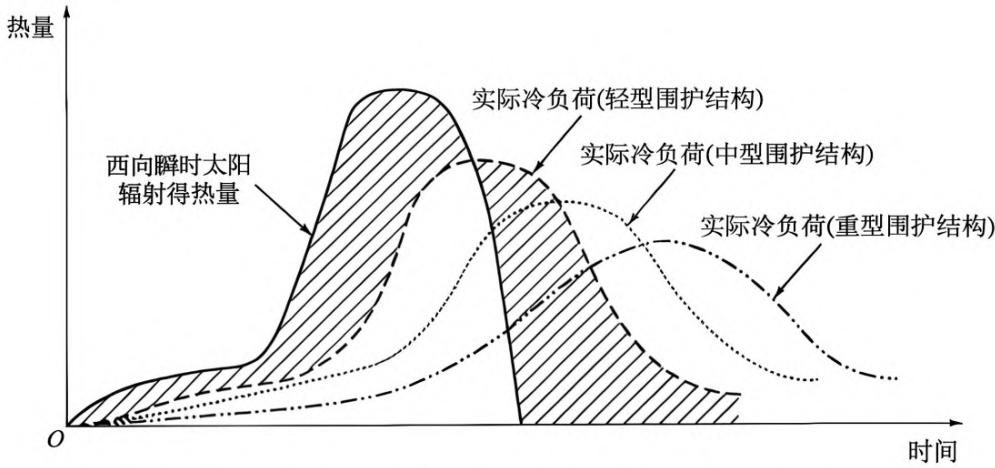 热量
实际冷负荷(轻型围护结构)
西向瞬时太阳
辐射得热量
实际冷负荷(中型围护结构)
实际冷负荷(重型围护结构)
O
时间